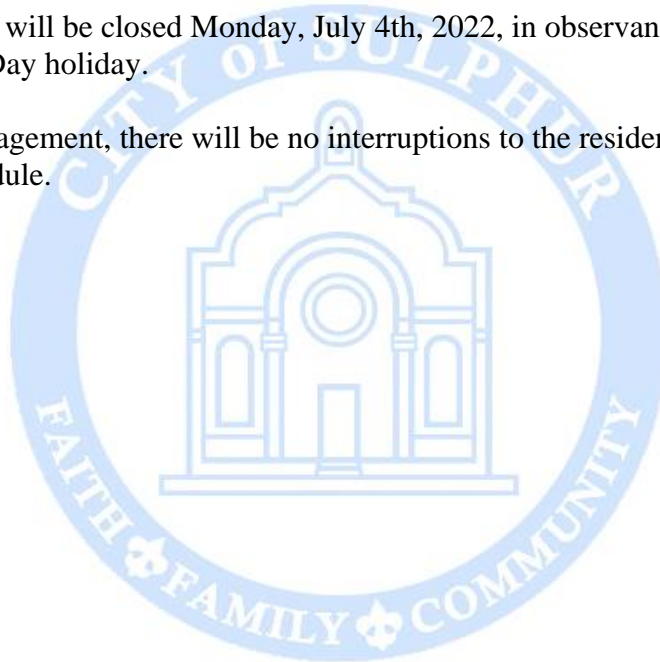 will be closed Monday, July 4th, 2022, in observan
Day holiday.
agement, there will be no interruptions to the reside
dule.
CITY of SULPHUR
FAITH FAMILY COMMUNITY